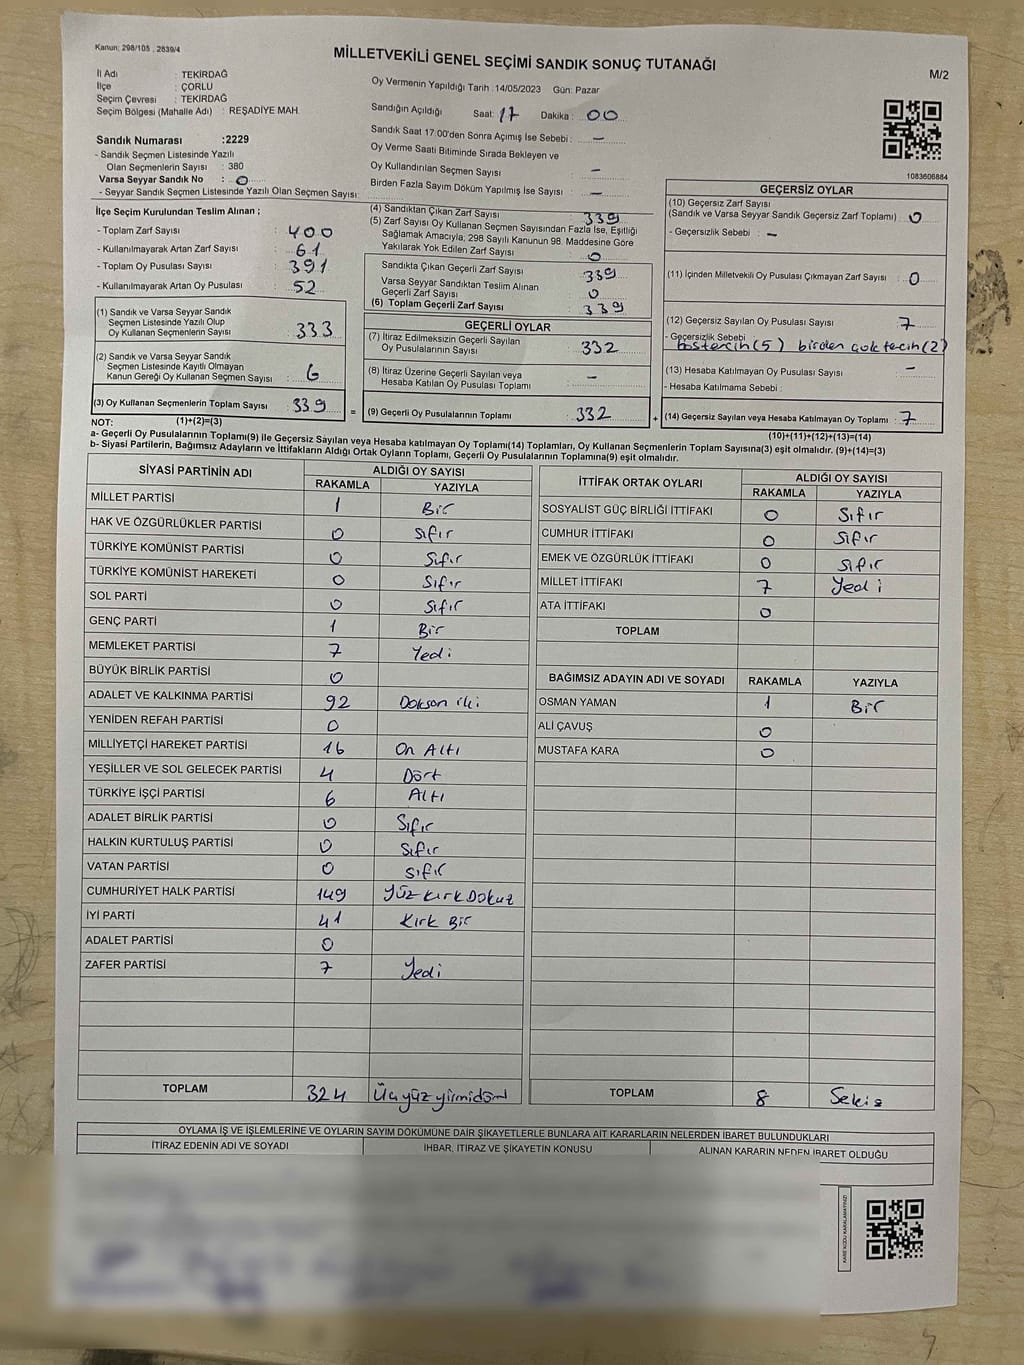 Kanun: 298/105 , 2839/4
MİLLETVEKİLİ GENEL SEÇİMİ SANDIK SONUÇ TUTANAĞI
M/2
İl Adı : TEKİRDAĞ
İlçe : ÇORLU
Seçim Çevresi : TEKİRDAĞ
Seçim Bölgesi (Mahalle Adı) : REŞADİYE MAH.
Sandık Numarası :2229
- Sandık Seçmen Listesinde Yazılı
Olan Seçmenlerin Sayısı : 380
Varsa Seyyar Sandık No : 0
- Seyyar Sandık Seçmen Listesinde Yazılı Olan Seçmen Sayısı:
Oy Vermenin Yapıldığı Tarih :14/05/2023 Gün: Pazar
Sandığın Açıldığı Saat: 17 Dakika : 00
Sandık Saat 17:00'den Sonra Açımış İse Sebebi : -
Oy Verme Saati Bitiminde Sırada Bekleyen ve
Oy Kullandırılan Seçmen Sayısı : -
Birden Fazla Sayım Döküm Yapılmış İse Sayısı : -
1083606884
İlçe Seçim Kurulundan Teslim Alınan ;
- Toplam Zarf Sayısı : 400
- Kullanılmayarak Artan Zarf Sayısı : 61
- Toplam Oy Pusulası Sayısı : 391
- Kullanılmayarak Artan Oy Pusulası : 52
(1) Sandık ve Varsa Seyyar Sandık
Seçmen Listesinde Yazılı Olup
Oy Kullanan Seçmenlerin Sayısı : 333
(2) Sandık ve Varsa Seyyar Sandık
Seçmen Listesinde Kayıtlı Olmayan
Kanun Gereği Oy Kullanan Seçmen Sayısı : 6
(3) Oy Kullanan Seçmenlerin Toplam Sayısı : 339
(1)+(2)=(3)
(4) Sandıktan Çıkan Zarf Sayısı : 339
(5) Zarf Sayısı Oy Kullanan Seçmen Sayısından Fazla İse, Eşitliği
Sağlamak Amacıyla, 298 Sayılı Kanunun 98. Maddesine Göre
Yakılarak Yok Edilen Zarf Sayısı : 0
Sandıkta Çıkan Geçerli Zarf Sayısı : 339
Varsa Seyyar Sandıktan Teslim Alınan
Geçerli Zarf Sayısı : 0
(6) Toplam Geçerli Zarf Sayısı : 339
GEÇERLİ OYLAR
(7) İtiraz Edilmeksizin Geçerli Sayılan
Oy Pusulalarının Sayısı : 332
(8) İtiraz Üzerine Geçerli Sayılan veya
Hesaba Katılan Oy Pusulası Toplamı : -
= (9) Geçerli Oy Pusulalarının Toplamı : 332
GEÇERSİZ OYLAR
(10) Geçersiz Zarf Sayısı
(Sandık ve Varsa Seyyar Sandık Geçersiz Zarf Toplamı) : 0
- Geçersizlik Sebebi : -
(11) İçinden Milletvekili Oy Pusulası Çıkmayan Zarf Sayısı : 0
(12) Geçersiz Sayılan Oy Pusulası Sayısı : 7
- Geçersizlik Sebebi : bostercih(5) birden çok tercih(2)
(13) Hesaba Katılmayan Oy Pusulası Sayısı : -
- Hesaba Katılmama Sebebi :
+ (14) Geçersiz Sayılan veya Hesaba Katılmayan Oy Toplamı : 7
(10)+(11)+(12)+(13)=(14)
NOT:
a- Geçerli Oy Pusulalarının Toplamı(9) ile Geçersiz Sayılan veya Hesaba katılmayan Oy Toplamı(14) Toplamları, Oy Kullanan Seçmenlerin Toplam Sayısına(3) eşit olmalıdır. (9)+(14)=(3)
b- Siyasi Partilerin, Bağımsız Adayların ve İttifakların Aldığı Ortak Oyların Toplamı, Geçerli Oy Pusulalarının Toplamına(9) eşit olmalıdır.
SİYASİ PARTİNİN ADI ALDIĞI OY SAYISI
RAKAMLA YAZIYLA
MİLLET PARTİSİ 1 Bir
HAK VE ÖZGÜRLÜKLER PARTİSİ 0 Sıfır
TÜRKİYE KOMÜNİST PARTİSİ 0 Sıfır
TÜRKİYE KOMÜNİST HAREKETİ 0 Sıfır
SOL PARTİ 0 Sıfır
GENÇ PARTİ 1 Bir
MEMLEKET PARTİSİ 7 Yedi
BÜYÜK BİRLİK PARTİSİ 0
ADALET VE KALKINMA PARTİSİ 92 Doksan iki
YENİDEN REFAH PARTİSİ 0
MİLLİYETÇİ HAREKET PARTİSİ 16 On Altı
YEŞİLLER VE SOL GELECEK PARTİSİ 4 Dört
TÜRKİYE İŞÇİ PARTİSİ 6 Altı
ADALET BİRLİK PARTİSİ 0 Sıfır
HALKIN KURTULUŞ PARTİSİ 0 Sıfır
VATAN PARTİSİ 0 Sıfır
CUMHURİYET HALK PARTİSİ 149 Yüz Kırk Dokuz
İYİ PARTİ 41 Kırk Bir
ADALET PARTİSİ 0
ZAFER PARTİSİ 7 Yedi
TOPLAM 324 Üçyüz yirmidört
İTTİFAK ORTAK OYLARI ALDIĞI OY SAYISI
RAKAMLA YAZIYLA
SOSYALIST GÜÇ BİRLİĞİ İTTİFAKI 0 Sıfır
CUMHUR İTTİFAKI 0 Sıfır
EMEK VE ÖZGÜRLÜK İTTİFAKI 0 Sıfır
MİLLET İTTİFAKI 7 Yedi
ATA İTTİFAKI 0
TOPLAM
BAĞIMSIZ ADAYIN ADI VE SOYADI RAKAMLA YAZIYLA
OSMAN YAMAN 1 Bir
ALİ ÇAVUŞ 0
MUSTAFA KARA 0
TOPLAM 8 Sekiz
OYLAMA İŞ VE İŞLEMLERİNE VE OYLARIN SAYIM DÖKÜMÜNE DAİR ŞİKAYETLERLE BUNLARA AİT KARARLARIN NELERDEN İBARET BULUNDUKLARI
İTİRAZ EDENİN ADI VE SOYADI İHBAR, İTİRAZ VE ŞİKAYETİN KONUSU ALINAN KARARIN NEDEN İBARET OLDUĞU
KARE KODU KARALAMAYINIZ!